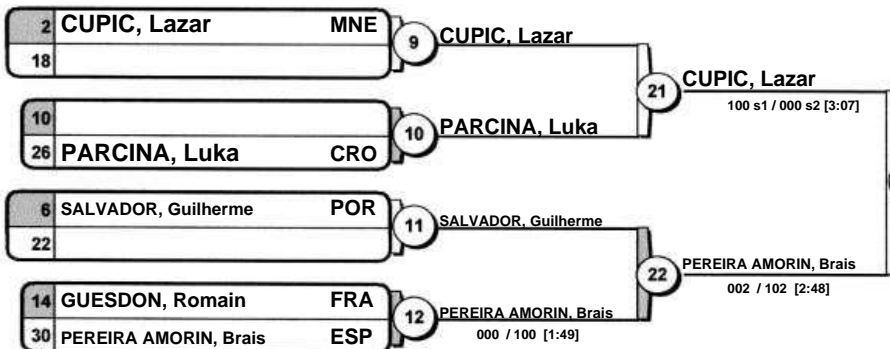 2 CUPIC, Lazar MNE
18
9
CUPIC, Lazar
10
26 PARCINA, Luka CRO
10
PARCINA, Luka
21
CUPIC, Lazar
100 s1 / 000 s2 [3:07]
6 SALVADOR, Guilherme POR
22
11
SALVADOR, Guilherme
14 GUESDON, Romain FRA
30 PEREIRA AMORIN, Brais ESP
12
PEREIRA AMORIN, Brais
000 / 100 [1:49]
22
PEREIRA AMORIN, Brais
002 / 102 [2:48]